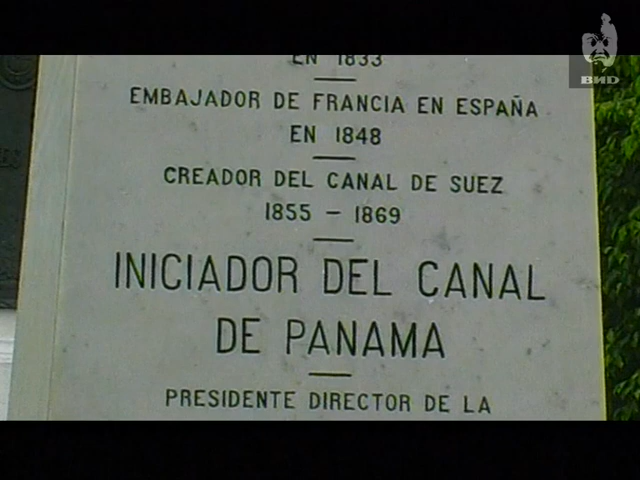 EN 1833
EMBAJADOR DE FRANCIA EN ESPAÑA
EN 1848
CREADOR DEL CANAL DE SUEZ
1855 - 1869
INICIADOR DEL CANAL
DE PANAMA
PRESIDENTE DIRECTOR DE LA
ВИD